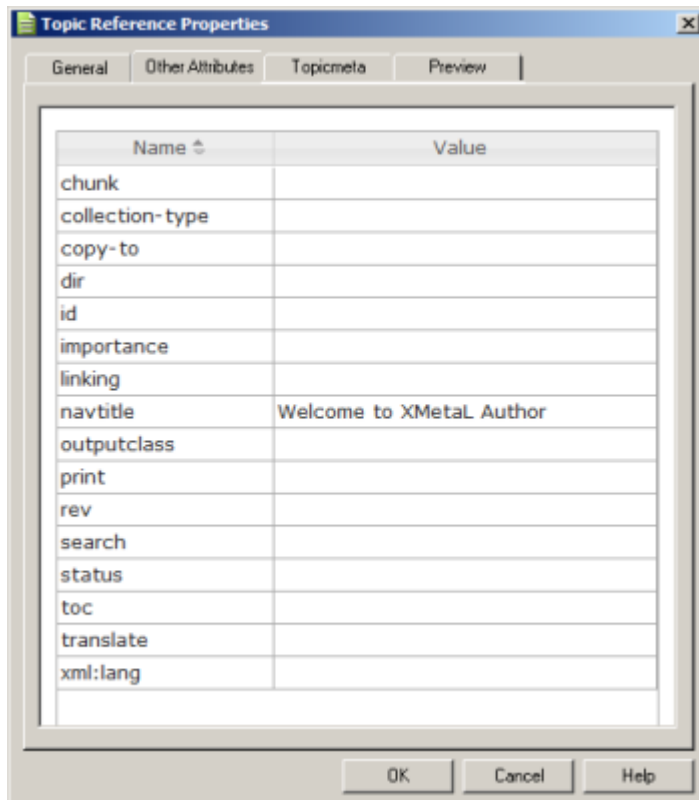 Topic Reference Properties
General Other Attributes Topicmeta Preview
Name Value
chunk
collection-type
copy-to
dir
id
importance
linking
navtitle Welcome to XMetaL Author
outputclass
print
rev
search
status
toc
translate
xml:lang
OK Cancel Help